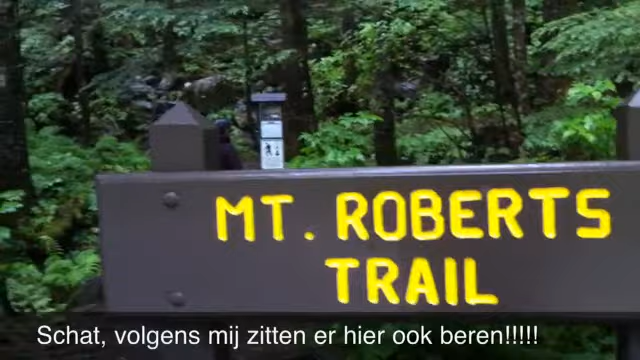 MT. ROBERTS
TRAIL
Schat, volgens mij zitten er hier ook beren!!!!!